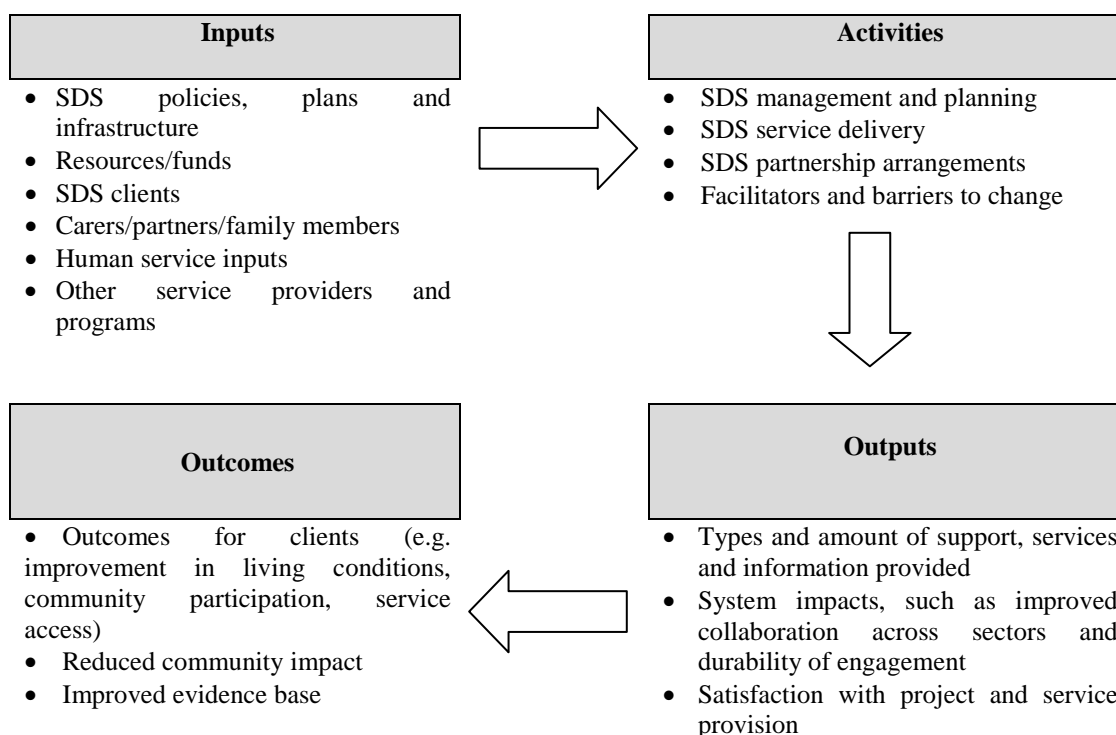 Inputs
• SDS policies, plans and
infrastructure
• Resources/funds
• SDS clients
• Carers/partners/family members
• Human service inputs
• Other service providers and
programs
Activities
• SDS management and planning
• SDS service delivery
• SDS partnership arrangements
• Facilitators and barriers to change
Outputs
• Types and amount of support, services
and information provided
• System impacts, such as improved
collaboration across sectors and
durability of engagement
• Satisfaction with project and service
provision
Outcomes
• Outcomes for clients (e.g.
improvement in living conditions,
community participation, service
access)
• Reduced community impact
• Improved evidence base